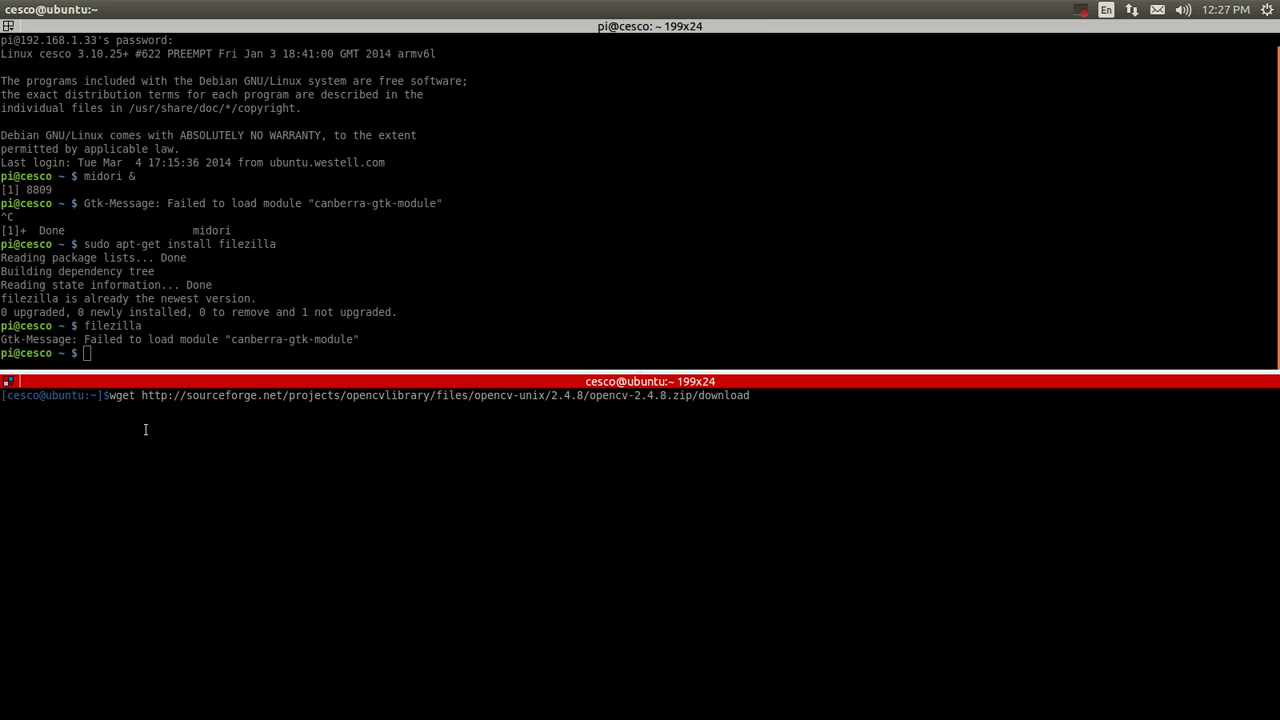 cesco@ubuntu:~
En
12:27 PM
pi@cesco: ~ 199x24
pi@192.168.1.33's password:
Linux cesco 3.10.25+ #622 PREEMPT Fri Jan 3 18:41:00 GMT 2014 armv6l
The programs included with the Debian GNU/Linux system are free software;
the exact distribution terms for each program are described in the
individual files in /usr/share/doc/*/copyright.
Debian GNU/Linux comes with ABSOLUTELY NO WARRANTY, to the extent
permitted by applicable law.
Last login: Tue Mar  4 17:15:36 2014 from ubuntu.westell.com
pi@cesco ~ $ midori &
[1] 8809
pi@cesco ~ $ Gtk-Message: Failed to load module "canberra-gtk-module"
^C
[1]+  Done                    midori
pi@cesco ~ $ sudo apt-get install filezilla
Reading package lists... Done
Building dependency tree
Reading state information... Done
filezilla is already the newest version.
0 upgraded, 0 newly installed, 0 to remove and 1 not upgraded.
pi@cesco ~ $ filezilla
Gtk-Message: Failed to load module "canberra-gtk-module"
pi@cesco ~ $
cesco@ubuntu:~ 199x24
[cesco@ubuntu:~]$wget http://sourceforge.net/projects/opencvlibrary/files/opencv-unix/2.4.8/opencv-2.4.8.zip/download